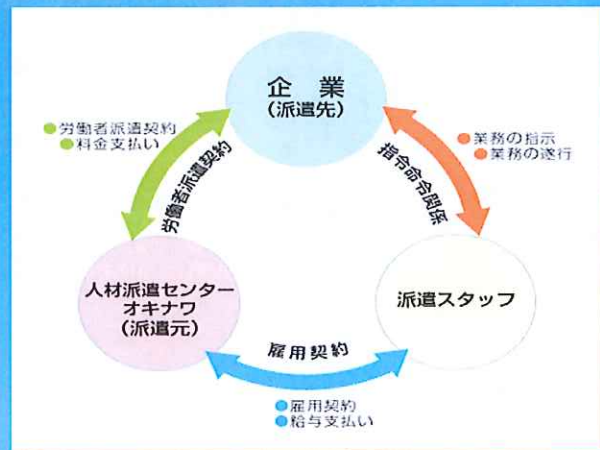 企　業
(派遣先)
●労働者派遣契約
●料金支払い
労働者派遣契約
指令命令関係
●業務の指示
●業務の遂行
人材派遣センター
オキナワ
(派遣元)
派遣スタッフ
雇用契約
●雇用契約
●給与支払い